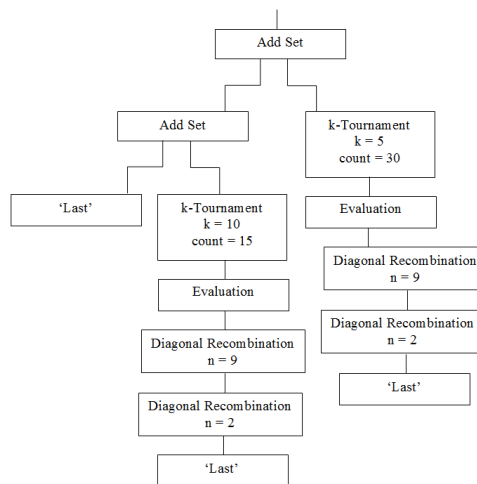 Add Set
Add Set
k-Tournament
k = 5
count = 30
‘Last’
k-Tournament
k = 10
count = 15
Evaluation
Diagonal Recombination
n = 9
Evaluation
Diagonal Recombination
n = 2
Diagonal Recombination
n = 9
‘Last’
Diagonal Recombination
n = 2
‘Last’